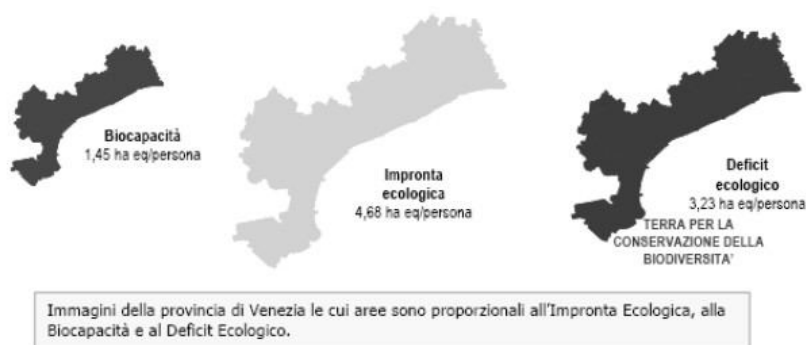 Biocapacità
1,45 ha eq/persona
Impronta
ecologica
4,68 ha eq/persona
Deficit
ecologico
3,23 ha eq/persona
TERRA PER LA
CONSERVAZIONE DELLA
BIODIVERSITA'
Immagini della provincia di Venezia le cui aree sono proporzionali all'Impronta Ecologica, alla
Biocapacità e al Deficit Ecologico.